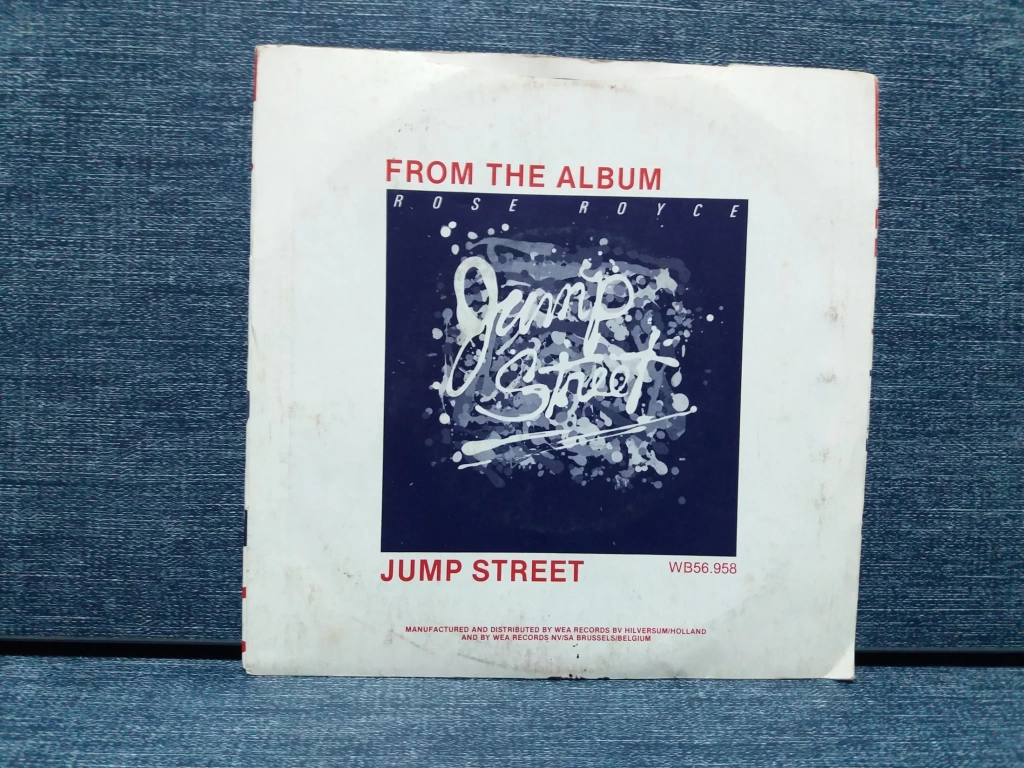 FROM THE ALBUM
ROSE ROYCE
Jump
Street
JUMP STREET
WB56.958
MANUFACTURED AND DISTRIBUTED BY WEA RECORDS BV HILVERSUM/HOLLAND
AND BY WEA RECORDS NV/SA BRUSSELS/BELGIUM